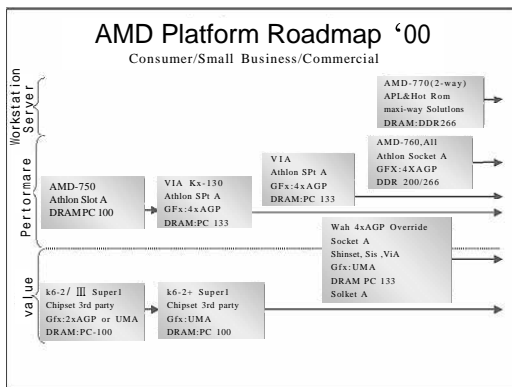 AMD Platform Roadmap ‘00
Consumer/Small Business/Commercial
Workstation
Server
AMD-770(2-way)
APL&Hot Rom
maxi-way Solutlons
DRAM:DDR266
Pertormare
AMD-750
Athlon Slot A
DRAM PC 100
VIA Kx-130
Athlon SPt A
GFx:4xAGP
DRAM:PC 133
VIA
Athlon SPt A
GFx:4xAGP
DRAM:PC 133
AMD-760,All
Athlon Socket A
GFX:4XAGP
DDR 200/266
value
k6-2/ III Super1
Chipset 3rd party
Gfx:2xAGP or UMA
DRAM:PC-100
k6-2+ Super1
Chipset 3rd party
Gfx:UMA
DRAM:PC 100
Wah 4xAGP Override
Socket A
Shinset, Sis ,ViA
Gfx:UMA
DRAM PC 133
Solket A